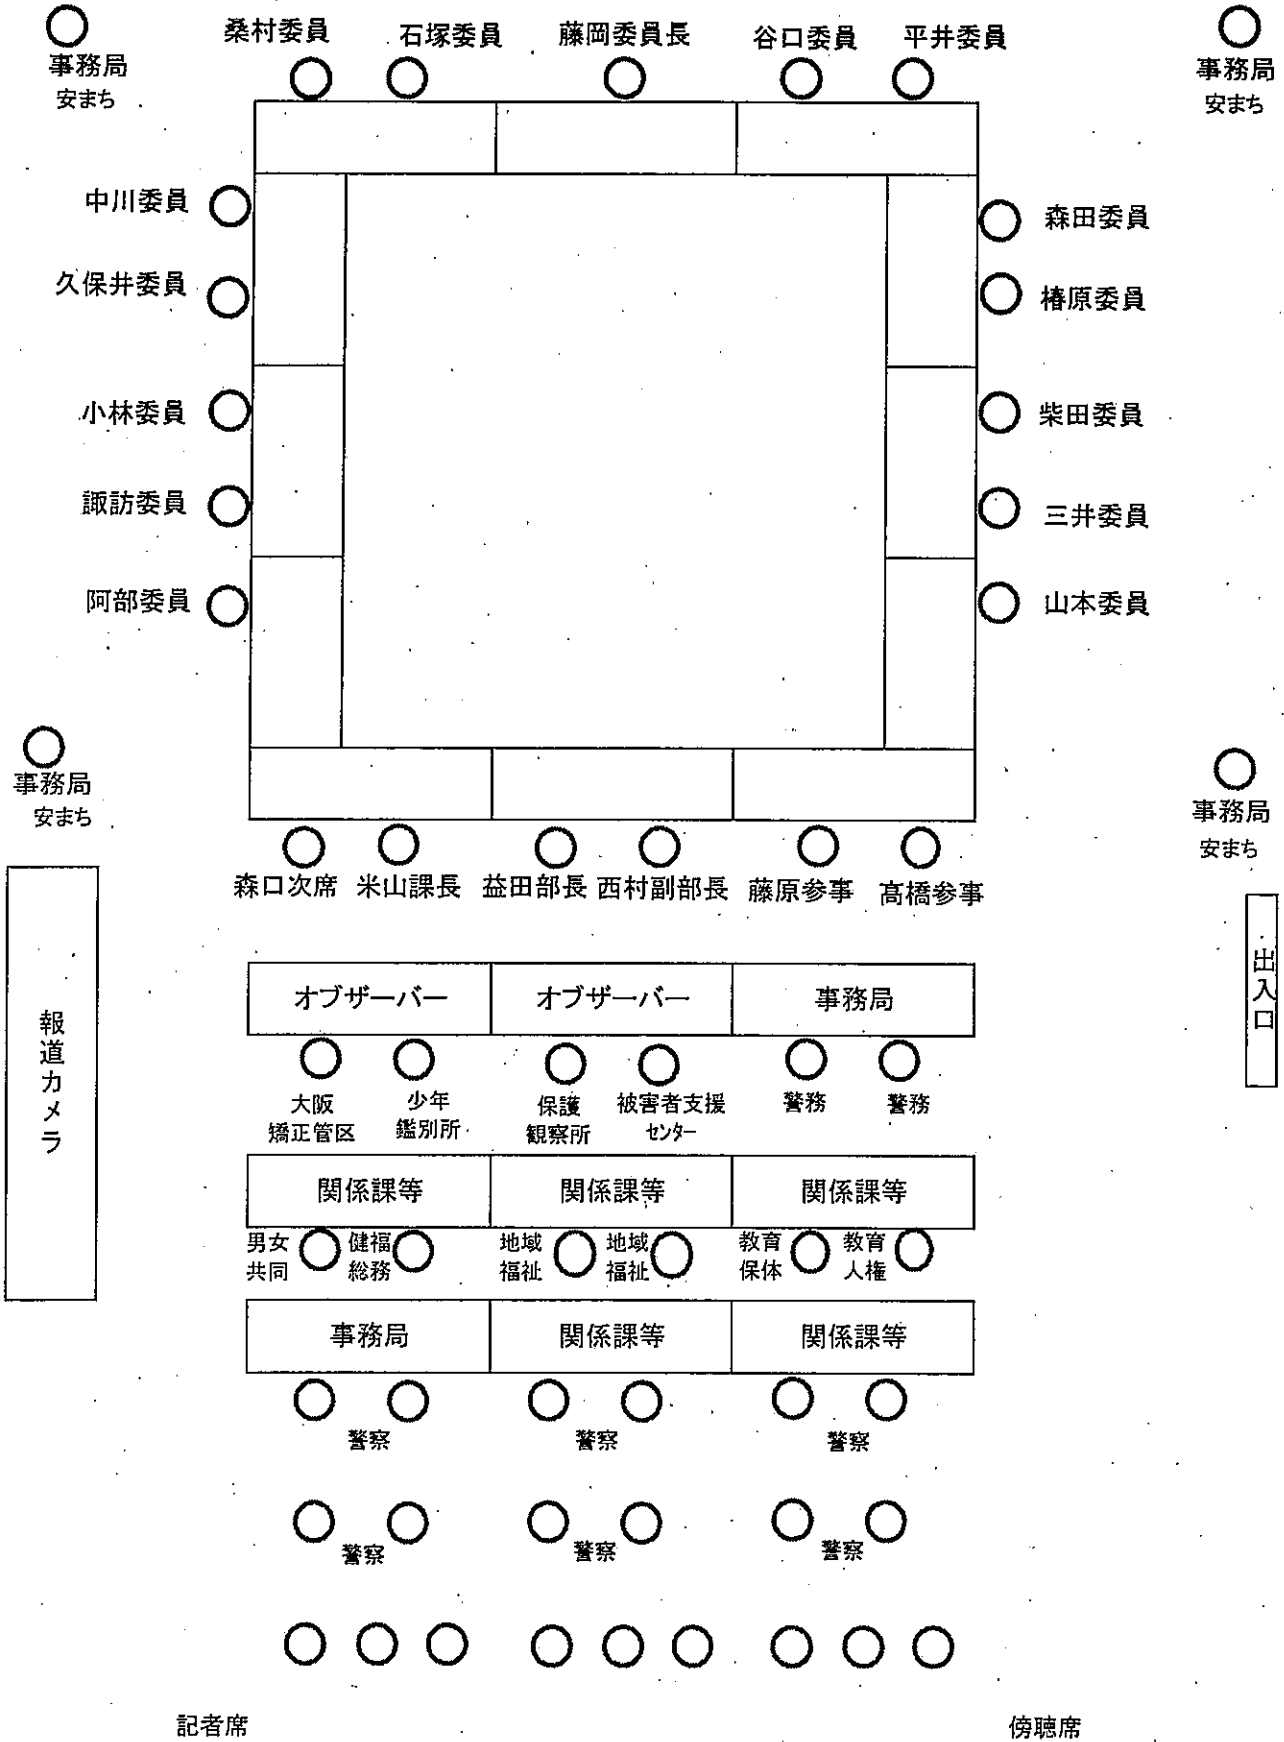 桑村委員 石塚委員 藤岡委員長 谷口委員 平井委員
事務局 事務局
安まち 安まち
中川委員 森田委員
久保井委員 椿原委員
小林委員 柴田委員
諏訪委員 三井委員
阿部委員 山本委員
事務局 事務局
安まち 安まち
森口次席 米山課長 益田部長 西村副部長 藤原参事 髙橋参事
報道カメラ
出入口
オブザーバー オブザーバー 事務局
大阪 少年 保護 被害者支援 警務 警務
矯正管区 鑑別所 観察所 センター
関係課等 関係課等 関係課等
男女 健福 地域 地域 教育 教育
共同 総務 福祉 福祉 保体 人権
事務局 関係課等 関係課等
警察 警察 警察
警察 警察 警察
記者席 傍聴席